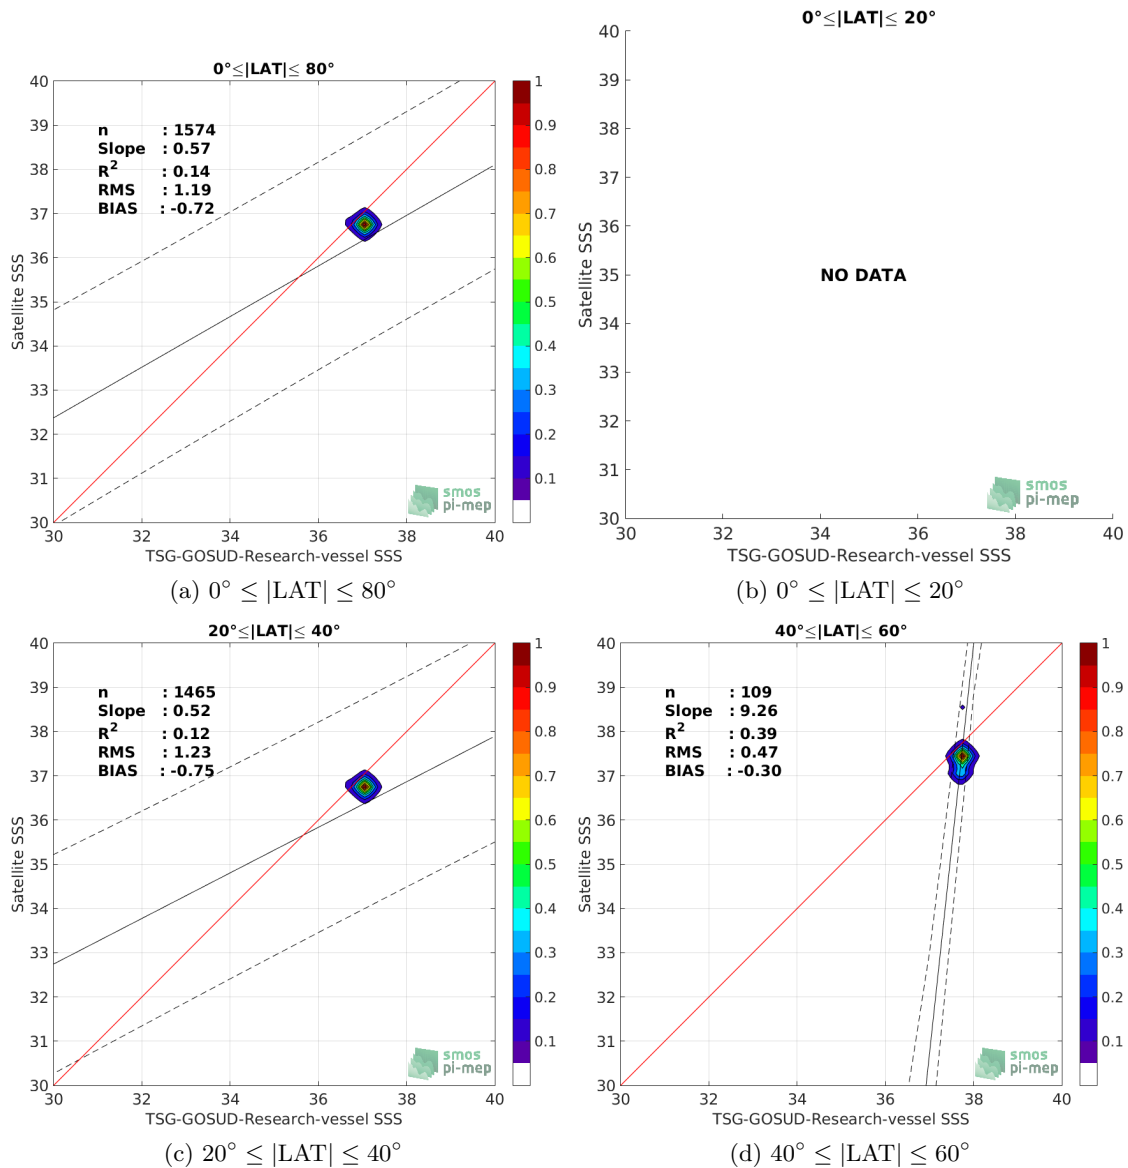 0°≤|LAT|≤ 80°
40
39
38
37
36
35
34
33
32
31
30
Satellite SSS
n : 1574
Slope : 0.57
R² : 0.14
RMS : 1.19
BIAS : -0.72
1
0.9
0.8
0.7
0.6
0.5
0.4
0.3
0.2
0.1
smos
pi-mep
30 32 34 36 38 40
TSG-GOSUD-Research-vessel SSS
(a) 0° ≤ |LAT| ≤ 80°
0°≤|LAT|≤ 20°
40
39
38
37
36
35
34
33
32
31
30
Satellite SSS
NO DATA
smos
pi-mep
30 32 34 36 38 40
TSG-GOSUD-Research-vessel SSS
(b) 0° ≤ |LAT| ≤ 20°
20°≤|LAT|≤ 40°
40
39
38
37
36
35
34
33
32
31
30
Satellite SSS
n : 1465
Slope : 0.52
R² : 0.12
RMS : 1.23
BIAS : -0.75
1
0.9
0.8
0.7
0.6
0.5
0.4
0.3
0.2
0.1
smos
pi-mep
30 32 34 36 38 40
TSG-GOSUD-Research-vessel SSS
(c) 20° ≤ |LAT| ≤ 40°
40°≤|LAT|≤ 60°
40
39
38
37
36
35
34
33
32
31
30
Satellite SSS
n : 109
Slope : 9.26
R² : 0.39
RMS : 0.47
BIAS : -0.30
1
0.9
0.8
0.7
0.6
0.5
0.4
0.3
0.2
0.1
smos
pi-mep
30 32 34 36 38 40
TSG-GOSUD-Research-vessel SSS
(d) 40° ≤ |LAT| ≤ 60°